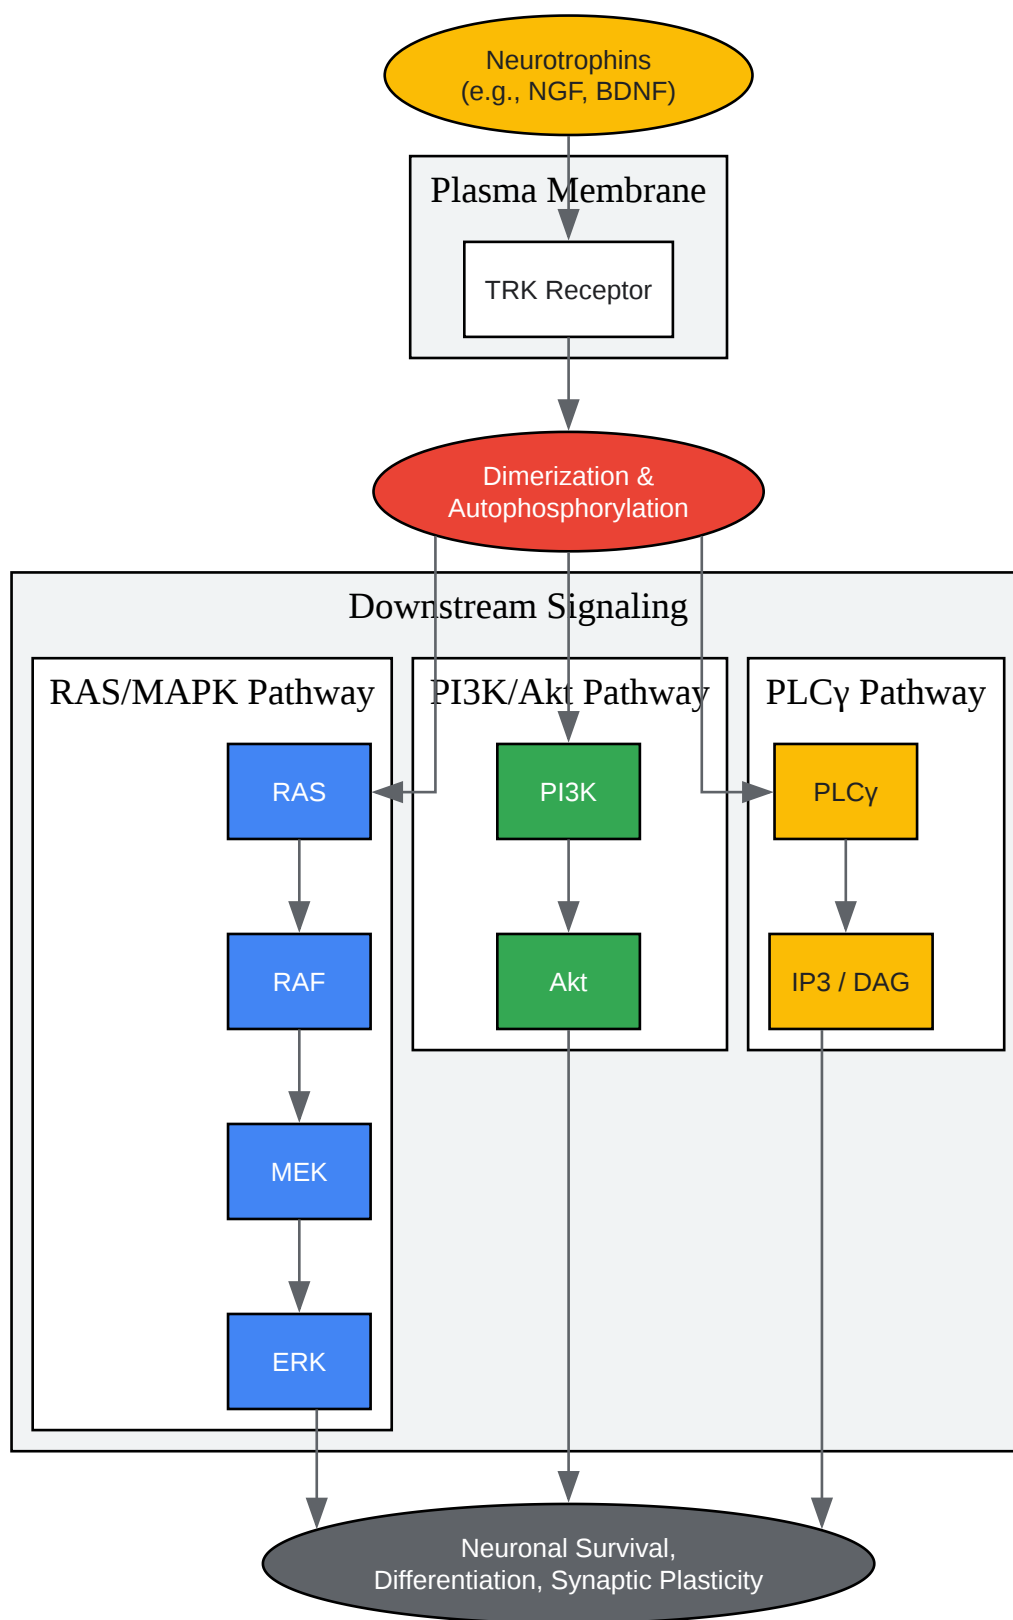 Neurotrophins
(e.g., NGF, BDNF)
Plasma Membrane
TRK Receptor
Dimerization &
Autophosphorylation
Downstream Signaling
RAS/MAPK Pathway
PI3K/Akt Pathway
PLCγ Pathway
RAS
PI3K
PLCγ
RAF
Akt
IP3 / DAG
MEK
ERK
Neuronal Survival,
Differentiation, Synaptic Plasticity